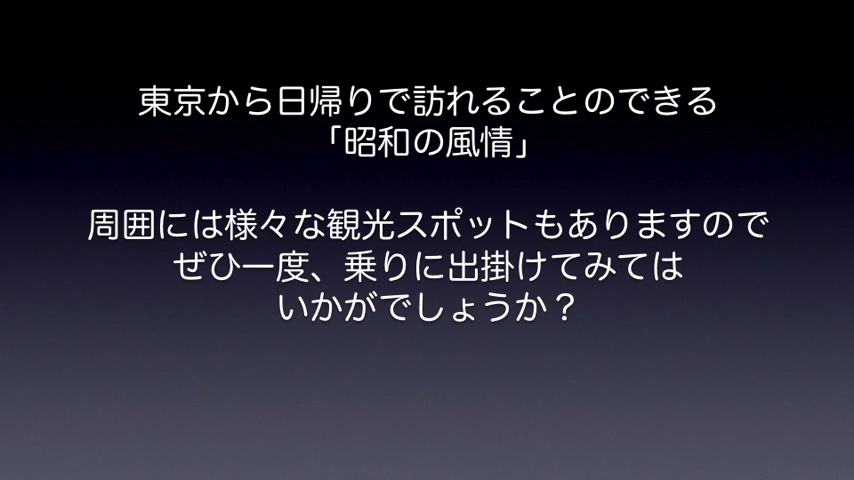 東京から日帰りで訪れることのできる
「昭和の風情」
周囲には様々な観光スポットもありますので
ぜひ一度、乗りに出掛けてみては
いかがでしょうか？